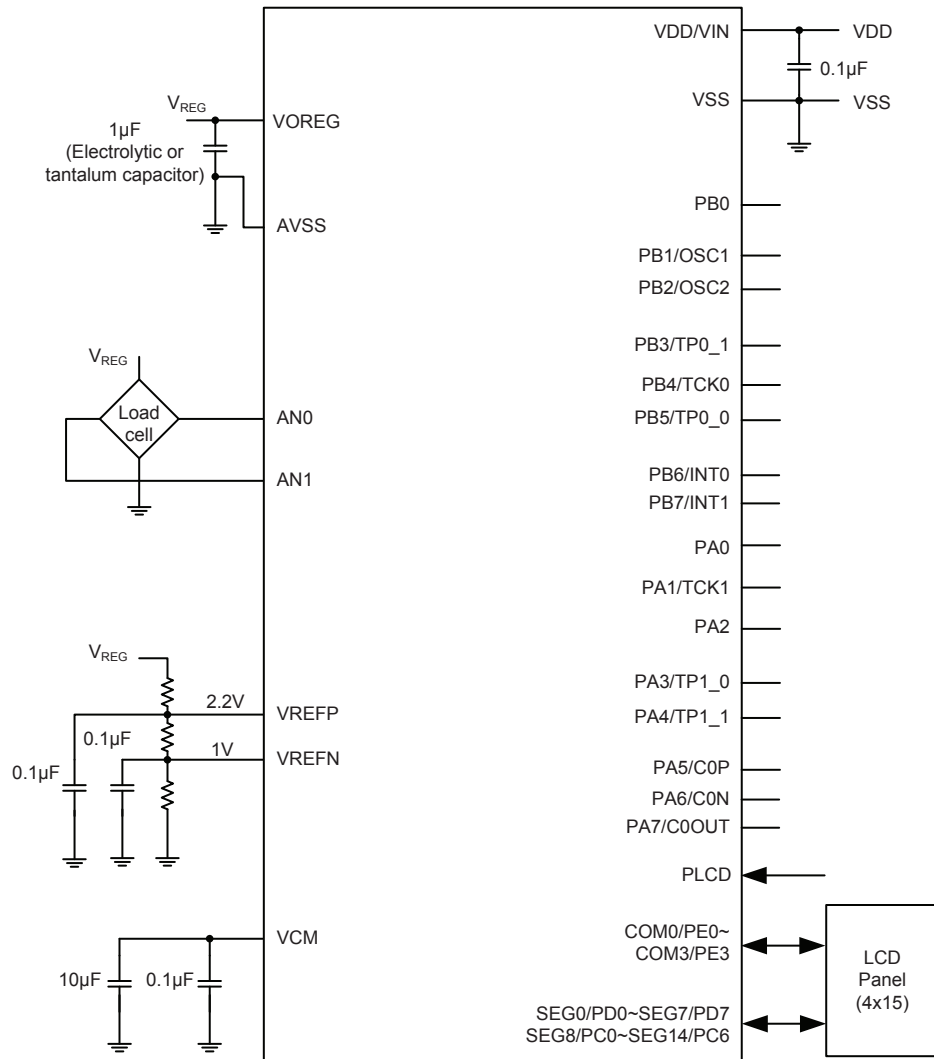 VDD/VIN
VDD
0.1µF
VSS
VSS
VREG
VOREG
1µF
(Electrolytic or
tantalum capacitor)
AVSS
PB0
PB1/OSC1
PB2/OSC2
PB3/TP0_1
VREG
PB4/TCK0
Load
cell
AN0
PB5/TP0_0
AN1
PB6/INT0
PB7/INT1
PA0
PA1/TCK1
PA2
VREG
PA3/TP1_0
2.2V
VREFP
PA4/TP1_1
0.1µF
1V
VREFN
0.1µF
PA5/C0P
PA6/C0N
PA7/C0OUT
PLCD
VCM
COM0/PE0~
COM3/PE3
LCD
Panel
(4x15)
10µF
0.1µF
SEG0/PD0~SEG7/PD7
SEG8/PC0~SEG14/PC6